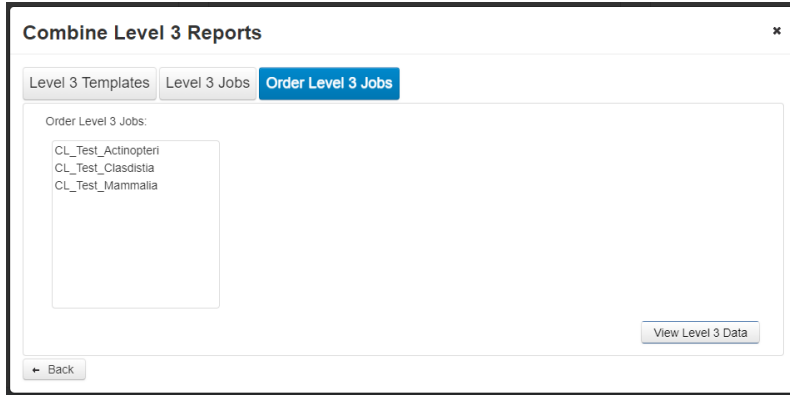 Combine Level 3 Reports
Level 3 Templates Level 3 Jobs Order Level 3 Jobs
Order Level 3 Jobs:
CL_Test_Actinopteri
CL_Test_Clasdistia
CL_Test_Mammalia
View Level 3 Data
Back